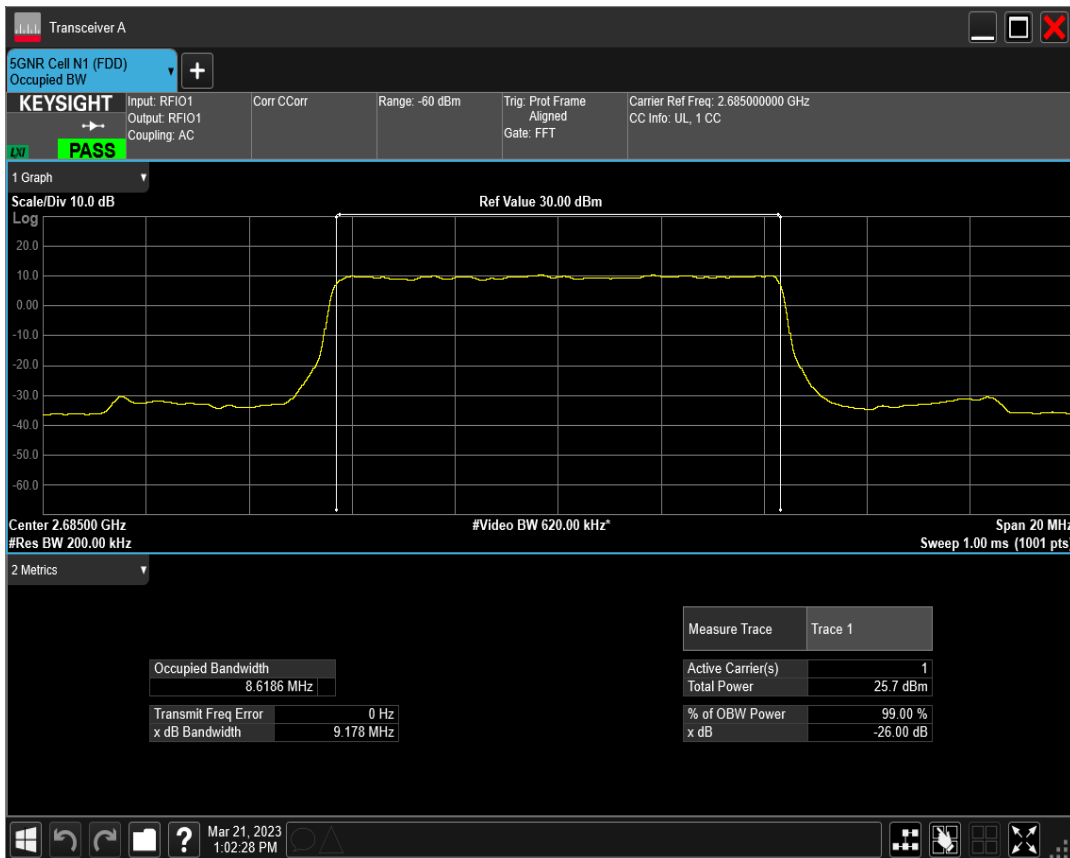 Transceiver A
5GNR Cell N1 (FDD)
Occupied BW
+
KEYSIGHT
LXI
PASS
Input: RFIO1
Output: RFIO1
Coupling: AC
Corr CCorr
Range: -60 dBm
Trig: Prot Frame
Aligned
Gate: FFT
Carrier Ref Freq: 2.685000000 GHz
CC Info: UL, 1 CC
1 Graph
Scale/Div 10.0 dB
Ref Value 30.00 dBm
Log
20.0
10.0
0.00
-10.0
-20.0
-30.0
-40.0
-50.0
-60.0
Center 2.68500 GHz
#Video BW 620.00 kHz*
Span 20 MHz
#Res BW 200.00 kHz
Sweep 1.00 ms (1001 pts)
2 Metrics
Measure Trace Trace 1
Occupied Bandwidth
8.6186 MHz
Active Carrier(s) 1
Total Power 25.7 dBm
Transmit Freq Error 0 Hz
x dB Bandwidth 9.178 MHz
% of OBW Power 99.00 %
x dB -26.00 dB
?
Mar 21, 2023
1:02:28 PM